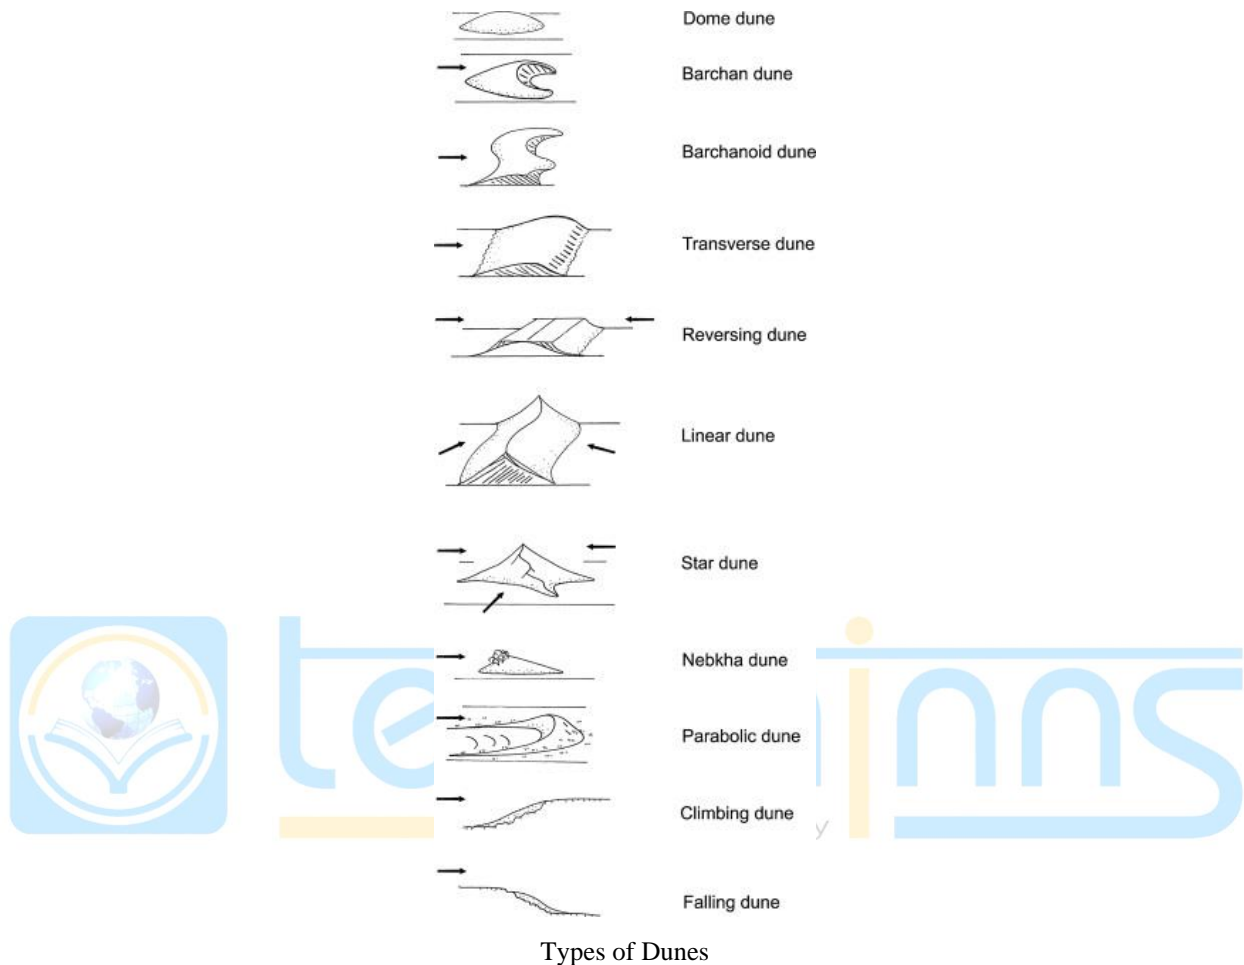 Dome dune
Barchan dune
Barchanoid dune
Transverse dune
Reversing dune
Linear dune
Star dune
Nebkha dune
Parabolic dune
Climbing dune
Falling dune
Types of Dunes